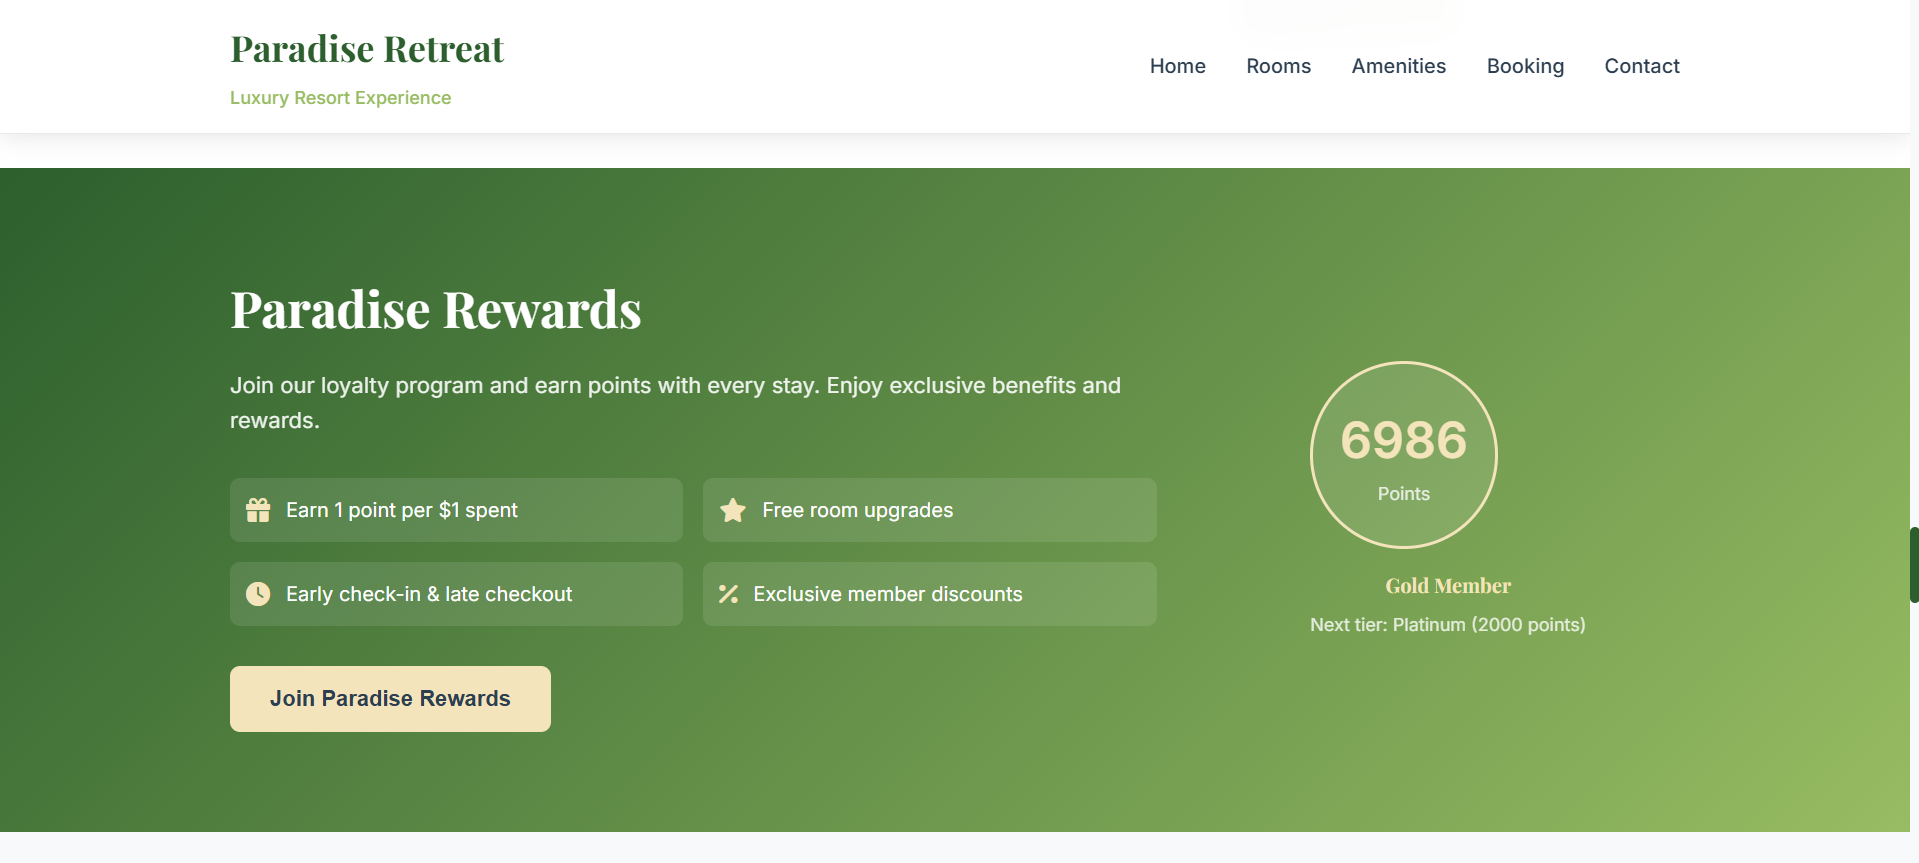 Paradise Retreat
Luxury Resort Experience
Home
Rooms
Amenities
Booking
Contact
Paradise Rewards
Join our loyalty program and earn points with every stay. Enjoy exclusive benefits and
rewards.
Earn 1 point per $1 spent
Free room upgrades
Early check-in & late checkout
Exclusive member discounts
Join Paradise Rewards
6986
Points
Gold Member
Next tier: Platinum (2000 points)